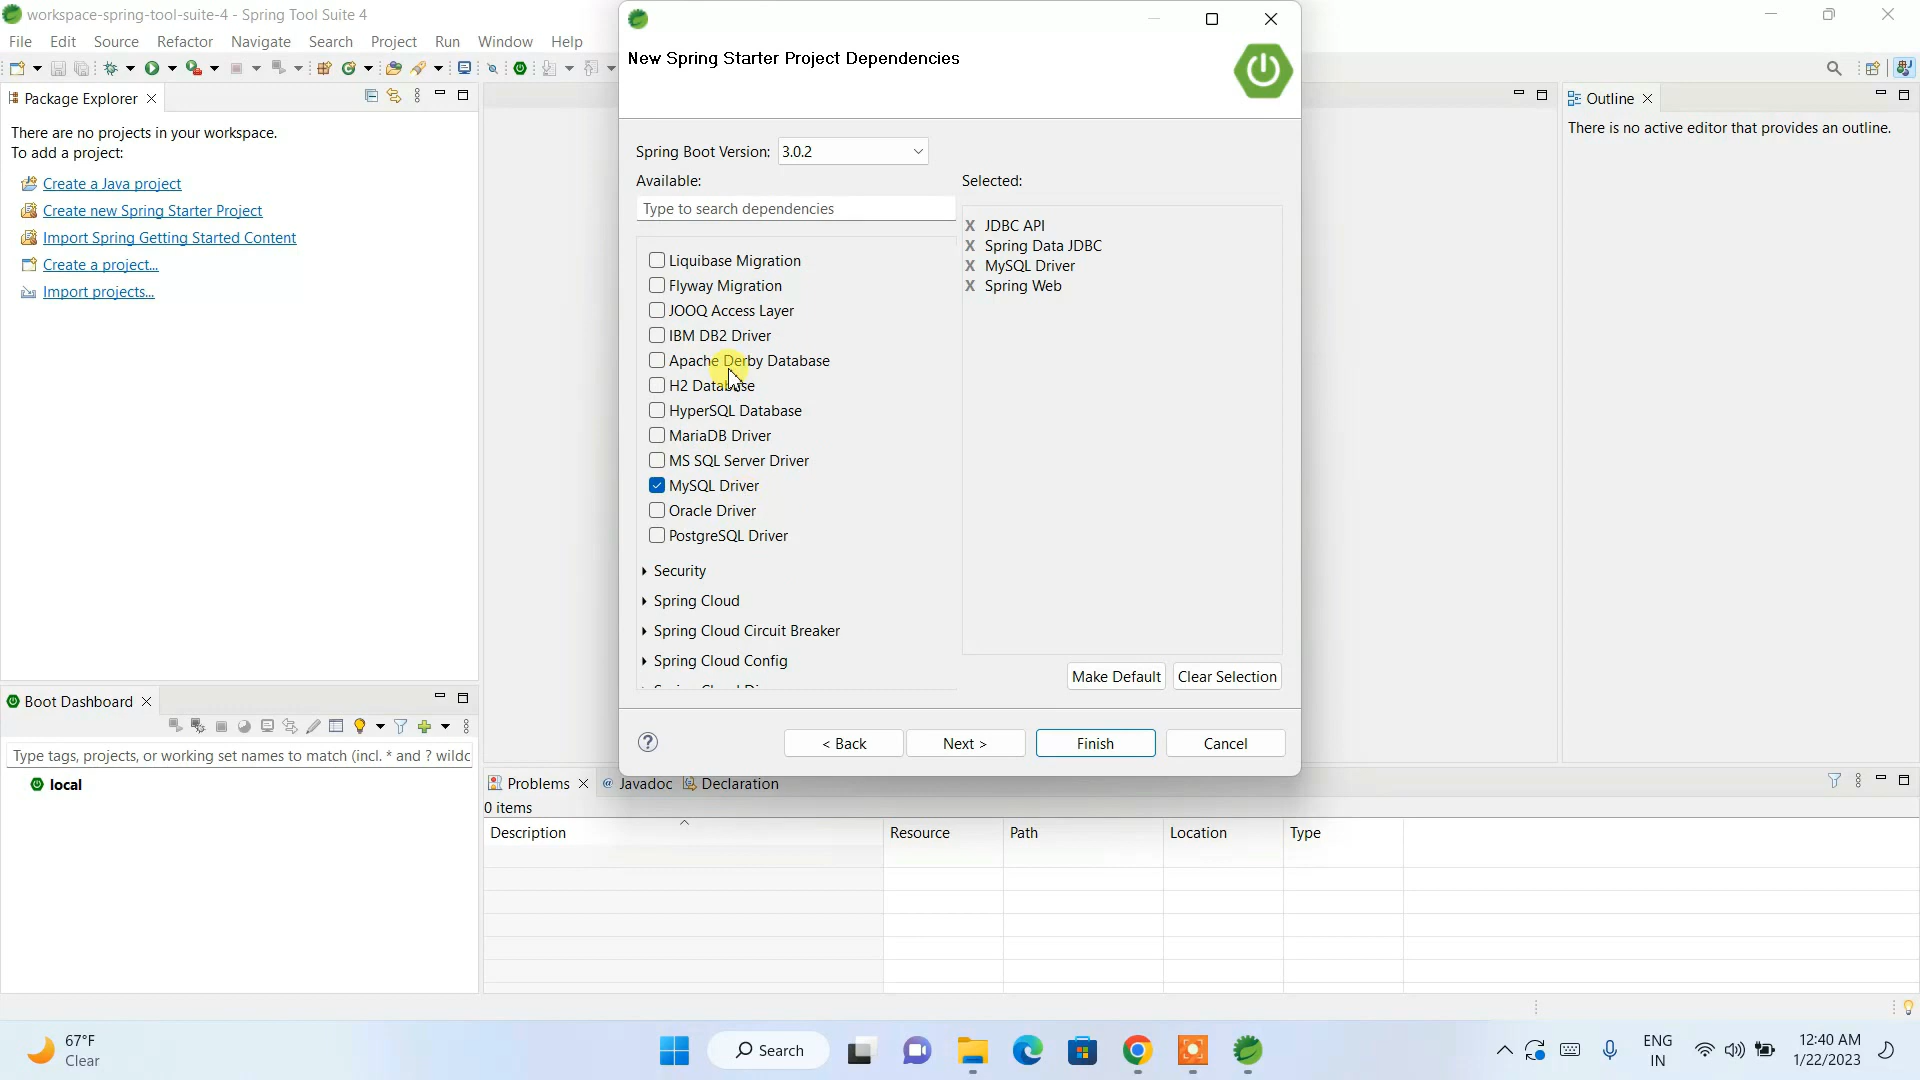 workspace-spring-tool-suite-4 - Spring Tool Suite 4
File Edit Source Refactor Navigate Search Project Run Window Help
Package Explorer
There are no projects in your workspace.
To add a project:
Create a Java project
Create new Spring Starter Project
Import Spring Getting Started Content
Create a project...
Import projects...
Boot Dashboard
Type tags, projects, or working set names to match (incl. * and ? wildc
local
New Spring Starter Project Dependencies
Spring Boot Version: 3.0.2
Available:
Type to search dependencies
Liquibase Migration
Flyway Migration
JOOQ Access Layer
IBM DB2 Driver
Apache Derby Database
H2 Database
HyperSQL Database
MariaDB Driver
MS SQL Server Driver
MySQL Driver
Oracle Driver
PostgreSQL Driver
Security
Spring Cloud
Spring Cloud Circuit Breaker
Spring Cloud Config
Selected:
X JDBC API
X Spring Data JDBC
X MySQL Driver
X Spring Web
Make Default Clear Selection
< Back Next > Finish Cancel
Outline
There is no active editor that provides an outline.
Problems @ Javadoc Declaration
0 items
Description Resource Path Location Type
67°F
Clear
Search
ENG
IN
12:40 AM
1/22/2023